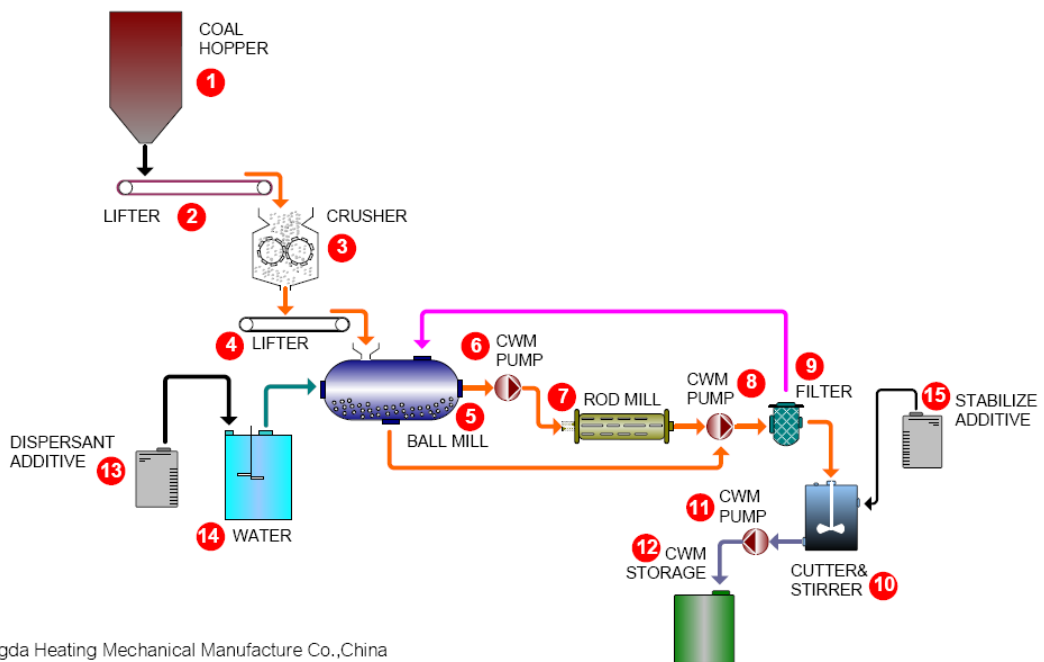 COAL
HOPPER
1
LIFTER
2
CRUSHER
3
4
LIFTER
6
CWM
PUMP
5
BALL MILL
7
ROD MILL
CWM
PUMP
8
9
FILTER
15
STABILIZE
ADDITIVE
DISPERSANT
ADDITIVE
13
14
WATER
11
CWM
PUMP
12
CWM
STORAGE
CUTTER&
STIRRER
10
gda Heating Mechanical Manufacture Co.,China